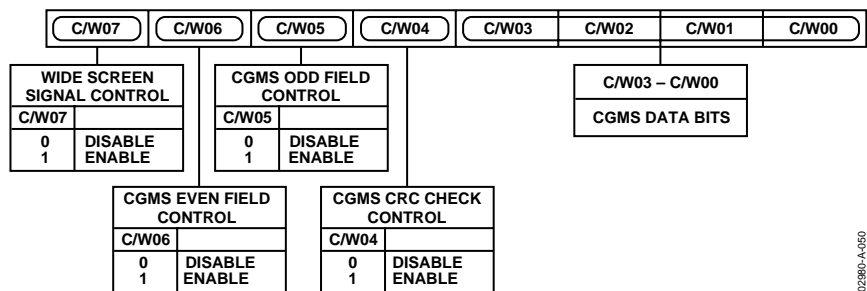 C/W07 C/W06 C/W05 C/W04 C/W03 C/W02 C/W01 C/W00
WIDE SCREEN
SIGNAL CONTROL
C/W07
0 DISABLE
1 ENABLE
CGMS ODD FIELD
CONTROL
C/W05
0 DISABLE
1 ENABLE
C/W03 – C/W00
CGMS DATA BITS
CGMS EVEN FIELD
CONTROL
C/W06
0 DISABLE
1 ENABLE
CGMS CRC CHECK
CONTROL
C/W04
0 DISABLE
1 ENABLE
02980-A-050